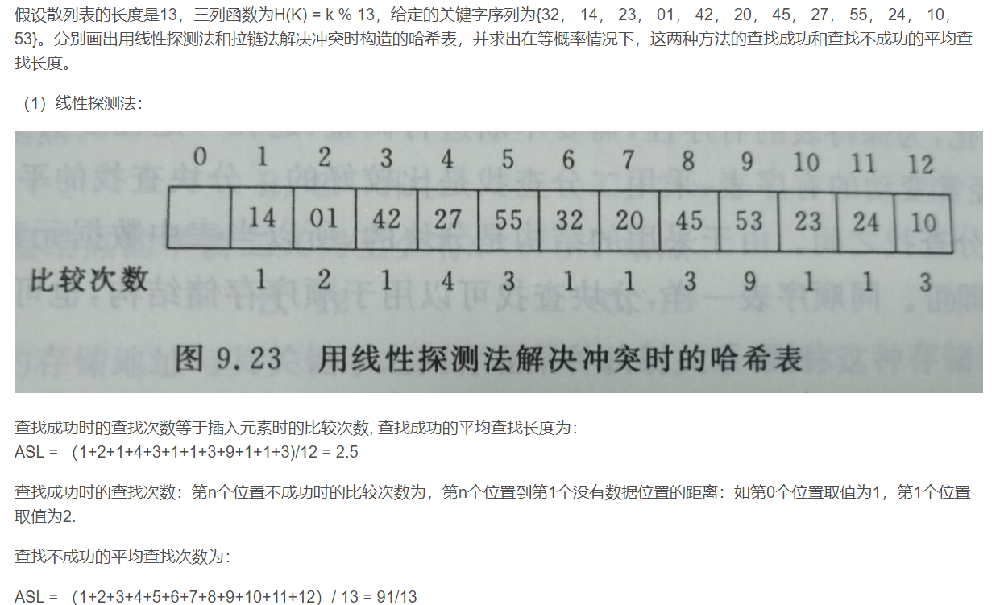 假设散列表的长度是13，三列函数为H(K) = k % 13，给定的关键字序列为{32， 14， 23， 01， 42， 20， 45， 27， 55， 24， 10，
53}。分别画出用线性探测法和拉链法解决冲突时构造的哈希表，并求出在等概率情况下，这两种方法的查找成功和查找不成功的平均查
找长度。
（1）线性探测法：
0 1 2 3 4 5 6 7 8 9 10 11 12
14 01 42 27 55 32 20 45 53 23 24 10
比较次数 1 2 1 4 3 1 1 3 9 1 1 3
图 9.23 用线性探测法解决冲突时的哈希表
查找成功时的查找次数等于插入元素时的比较次数, 查找成功的平均查找长度为：
ASL = （1+2+1+4+3+1+1+3+9+1+1+3)/12 = 2.5
查找成功时的查找次数：第n个位置不成功时的比较次数为，第n个位置到第1个没有数据位置的距离：如第0个位置取值为1，第1个位置
取值为2.
查找不成功的平均查找次数为：
ASL = （1+2+3+4+5+6+7+8+9+10+11+12）/ 13 = 91/13